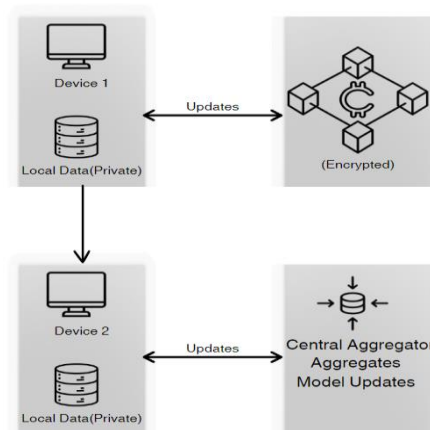 Device 1
Local Data(Private)
Updates
(Encrypted)
Device 2
Local Data(Private)
Updates
Central Aggregator
Aggregates
Model Updates